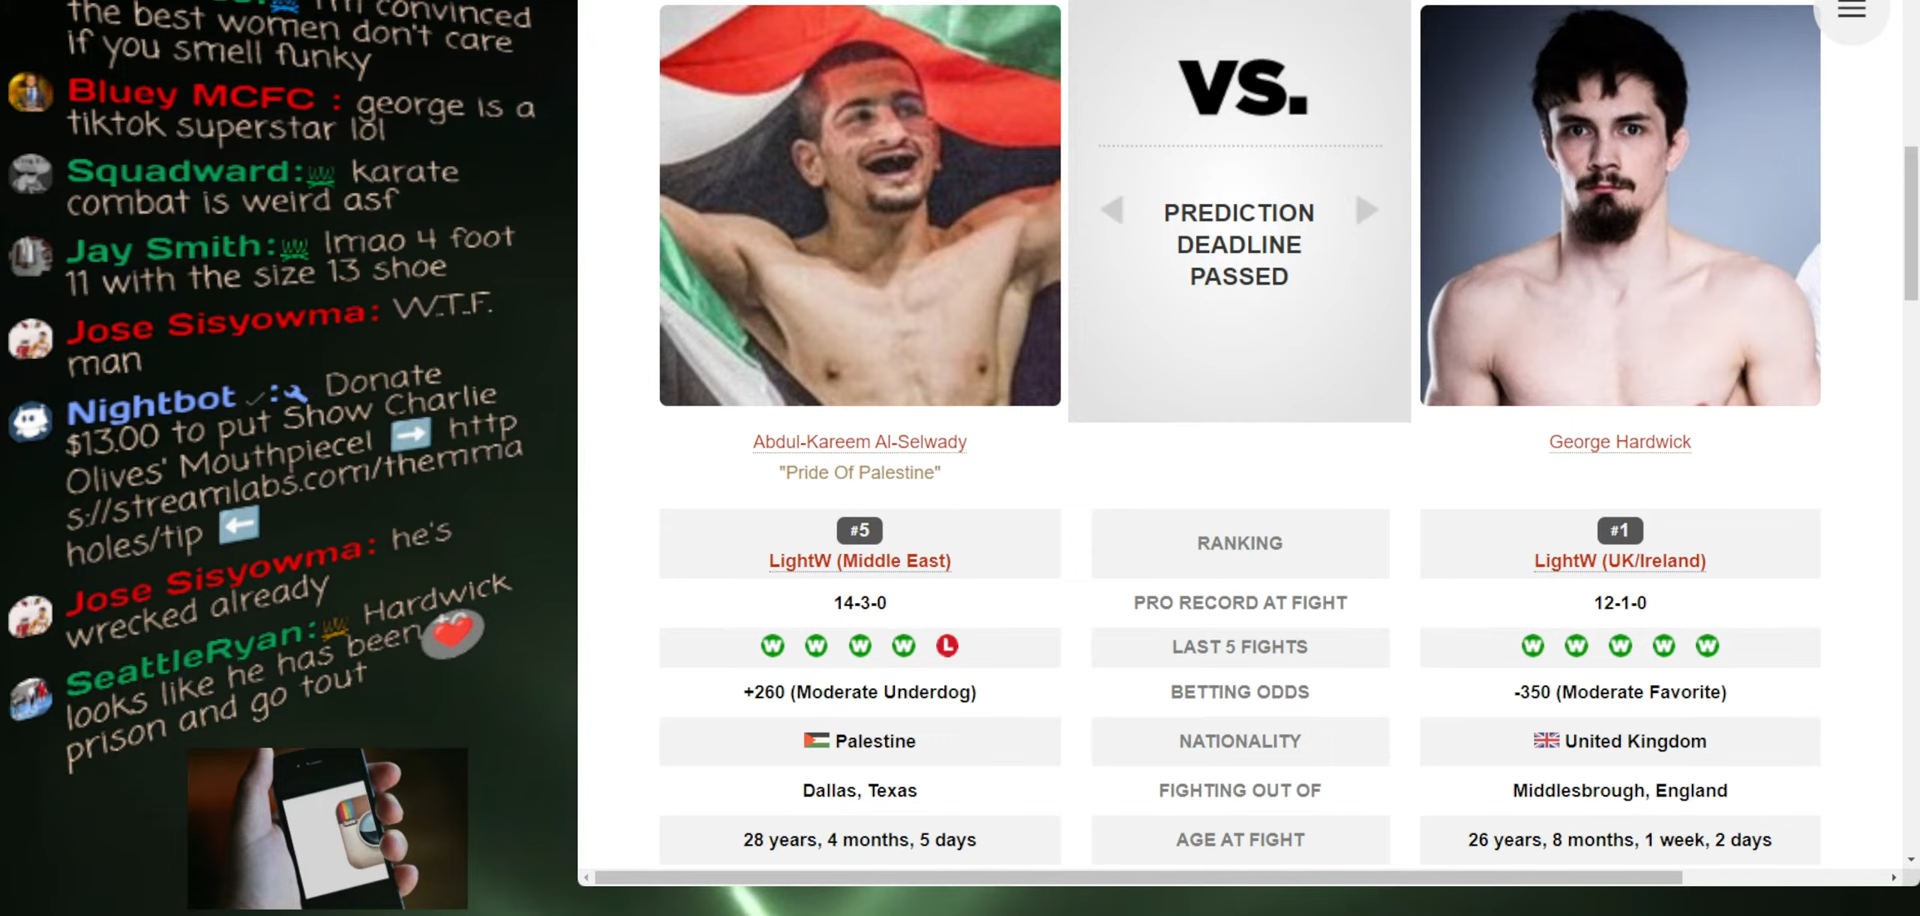 the best women don't care
if you smell funky
Bluey MCFC : george is a
tiktok superstar lol
Squadward: karate
combat is weird asf
Jay Smith: lmao 4 foot
11 with the size 13 shoe
Jose Sisyowma: W.T.F.
man
Nightbot ✓: Donate
$13.00 to put Show Charlie
Olives' Mouthpiece! ➡ http
s://streamlabs.com/themma
holes/tip ⬅
Jose Sisyowma: he's
wrecked already
SeattleRyan: Hardwick
looks like he has been
prison and go tout
VS.
PREDICTION
DEADLINE
PASSED
Abdul-Kareem Al-Selwady
"Pride Of Palestine"
George Hardwick
#5
LightW (Middle East)
RANKING
#1
LightW (UK/Ireland)
14-3-0
PRO RECORD AT FIGHT
12-1-0
W W W W L
LAST 5 FIGHTS
W W W W W
+260 (Moderate Underdog)
BETTING ODDS
-350 (Moderate Favorite)
Palestine
NATIONALITY
United Kingdom
Dallas, Texas
FIGHTING OUT OF
Middlesbrough, England
28 years, 4 months, 5 days
AGE AT FIGHT
26 years, 8 months, 1 week, 2 days